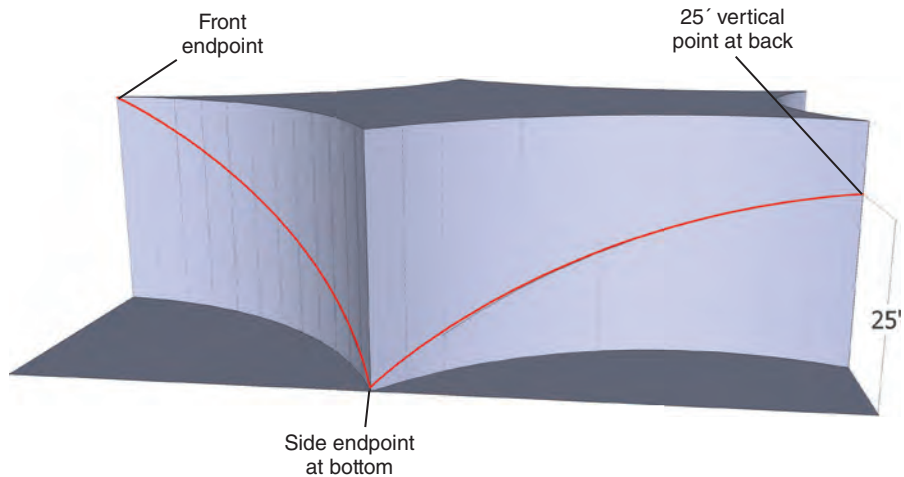 Front
endpoint
25´ vertical
point at back
25'
Side endpoint
at bottom